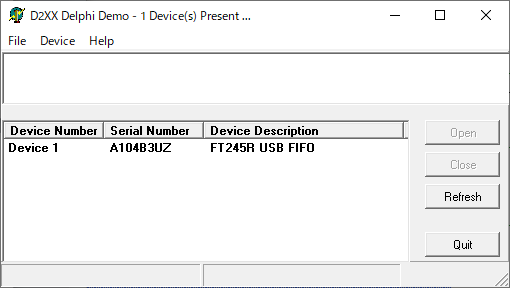 D2XX Delphi Demo - 1 Device(s) Present ...
File Device Help
Device Number Serial Number Device Description
Device 1 A104B3UZ FT245R USB FIFO
Open
Close
Refresh
Quit